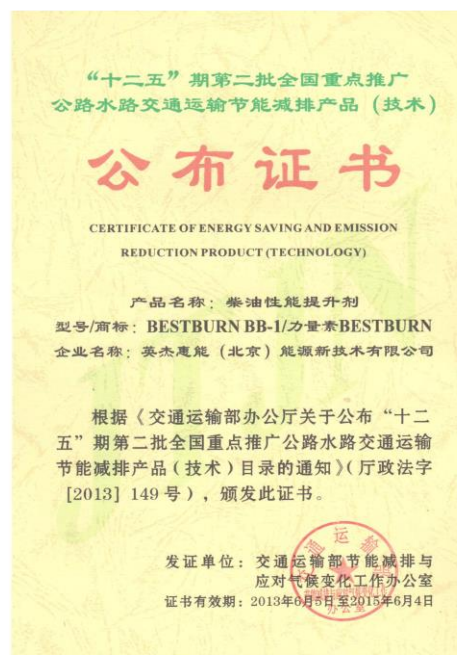 “十二五”期第二批全国重点推广
公路水路交通运输节能减排产品（技术）
公布证书
CERTIFICATE OF ENERGY SAVING AND EMISSION
REDUCTION PRODUCT (TECHNOLOGY)
产品名称：柴油性能提升剂
型号/商标：BESTBURN BB-1/力量素BESTBURN
企业名称：英杰惠能（北京）能源新技术有限公司
根据《交通运输部办公厅关于公布“十二
五”期第二批全国重点推广公路水路交通运输
节能减排产品（技术）目录的通知》（厅政法字
[2013] 149号），颁发此证书。
发证单位：交通运输部节能减排与
应对气候变化工作办公室
证书有效期：2013年6月5日至2015年6月4日